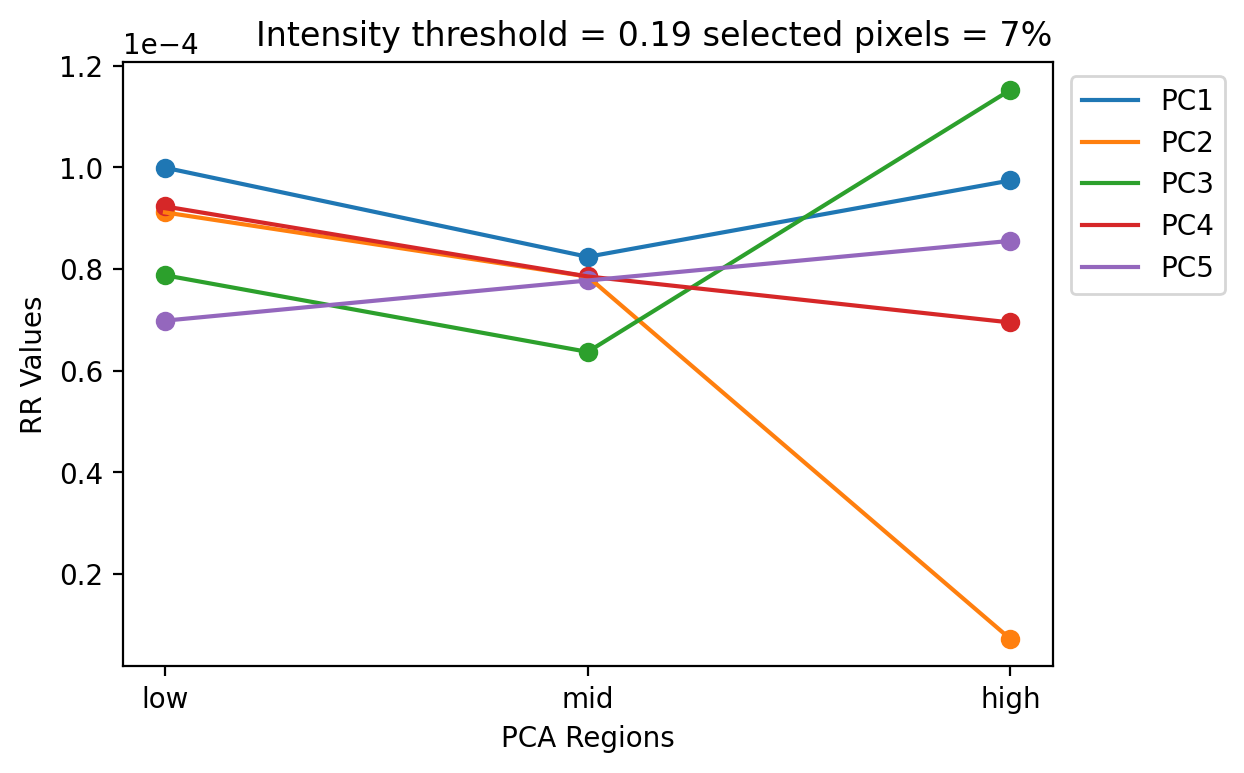 Intensity threshold = 0.19 selected pixels = 7%
1e−4
1.2
1.0
0.8
0.6
0.4
0.2
RR Values
low mid high
PCA Regions
PC1
PC2
PC3
PC4
PC5